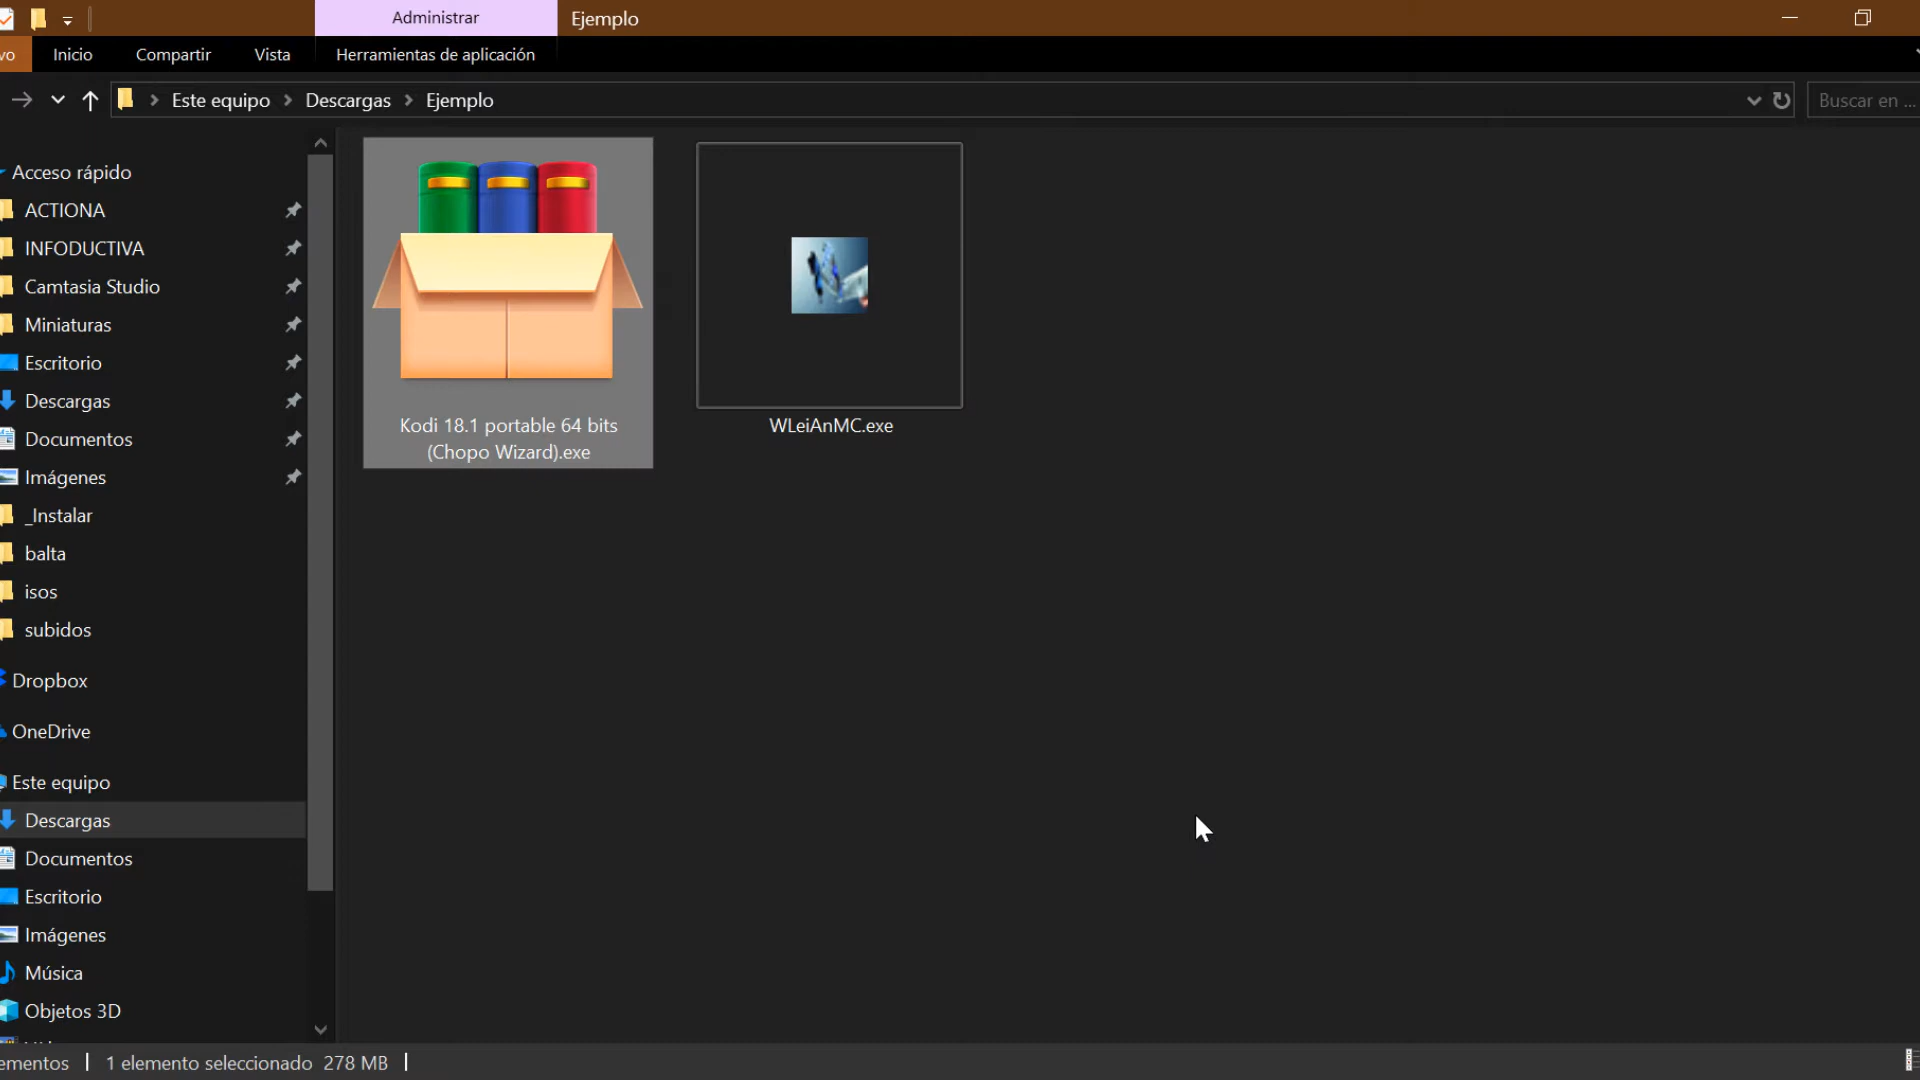 Administrar
Ejemplo
vo
Inicio
Compartir
Vista
Herramientas de aplicación
Este equipo
Descargas
Ejemplo
Buscar en ...
Acceso rápido
ACTIONA
INFODUCTIVA
Camtasia Studio
Miniaturas
Escritorio
Descargas
Documentos
Imágenes
_Instalar
balta
isos
subidos
Dropbox
OneDrive
Este equipo
Descargas
Documentos
Escritorio
Imágenes
Música
Objetos 3D
Kodi 18.1 portable 64 bits
(Chopo Wizard).exe
WLeiAnMC.exe
ementos
1 elemento seleccionado 278 MB